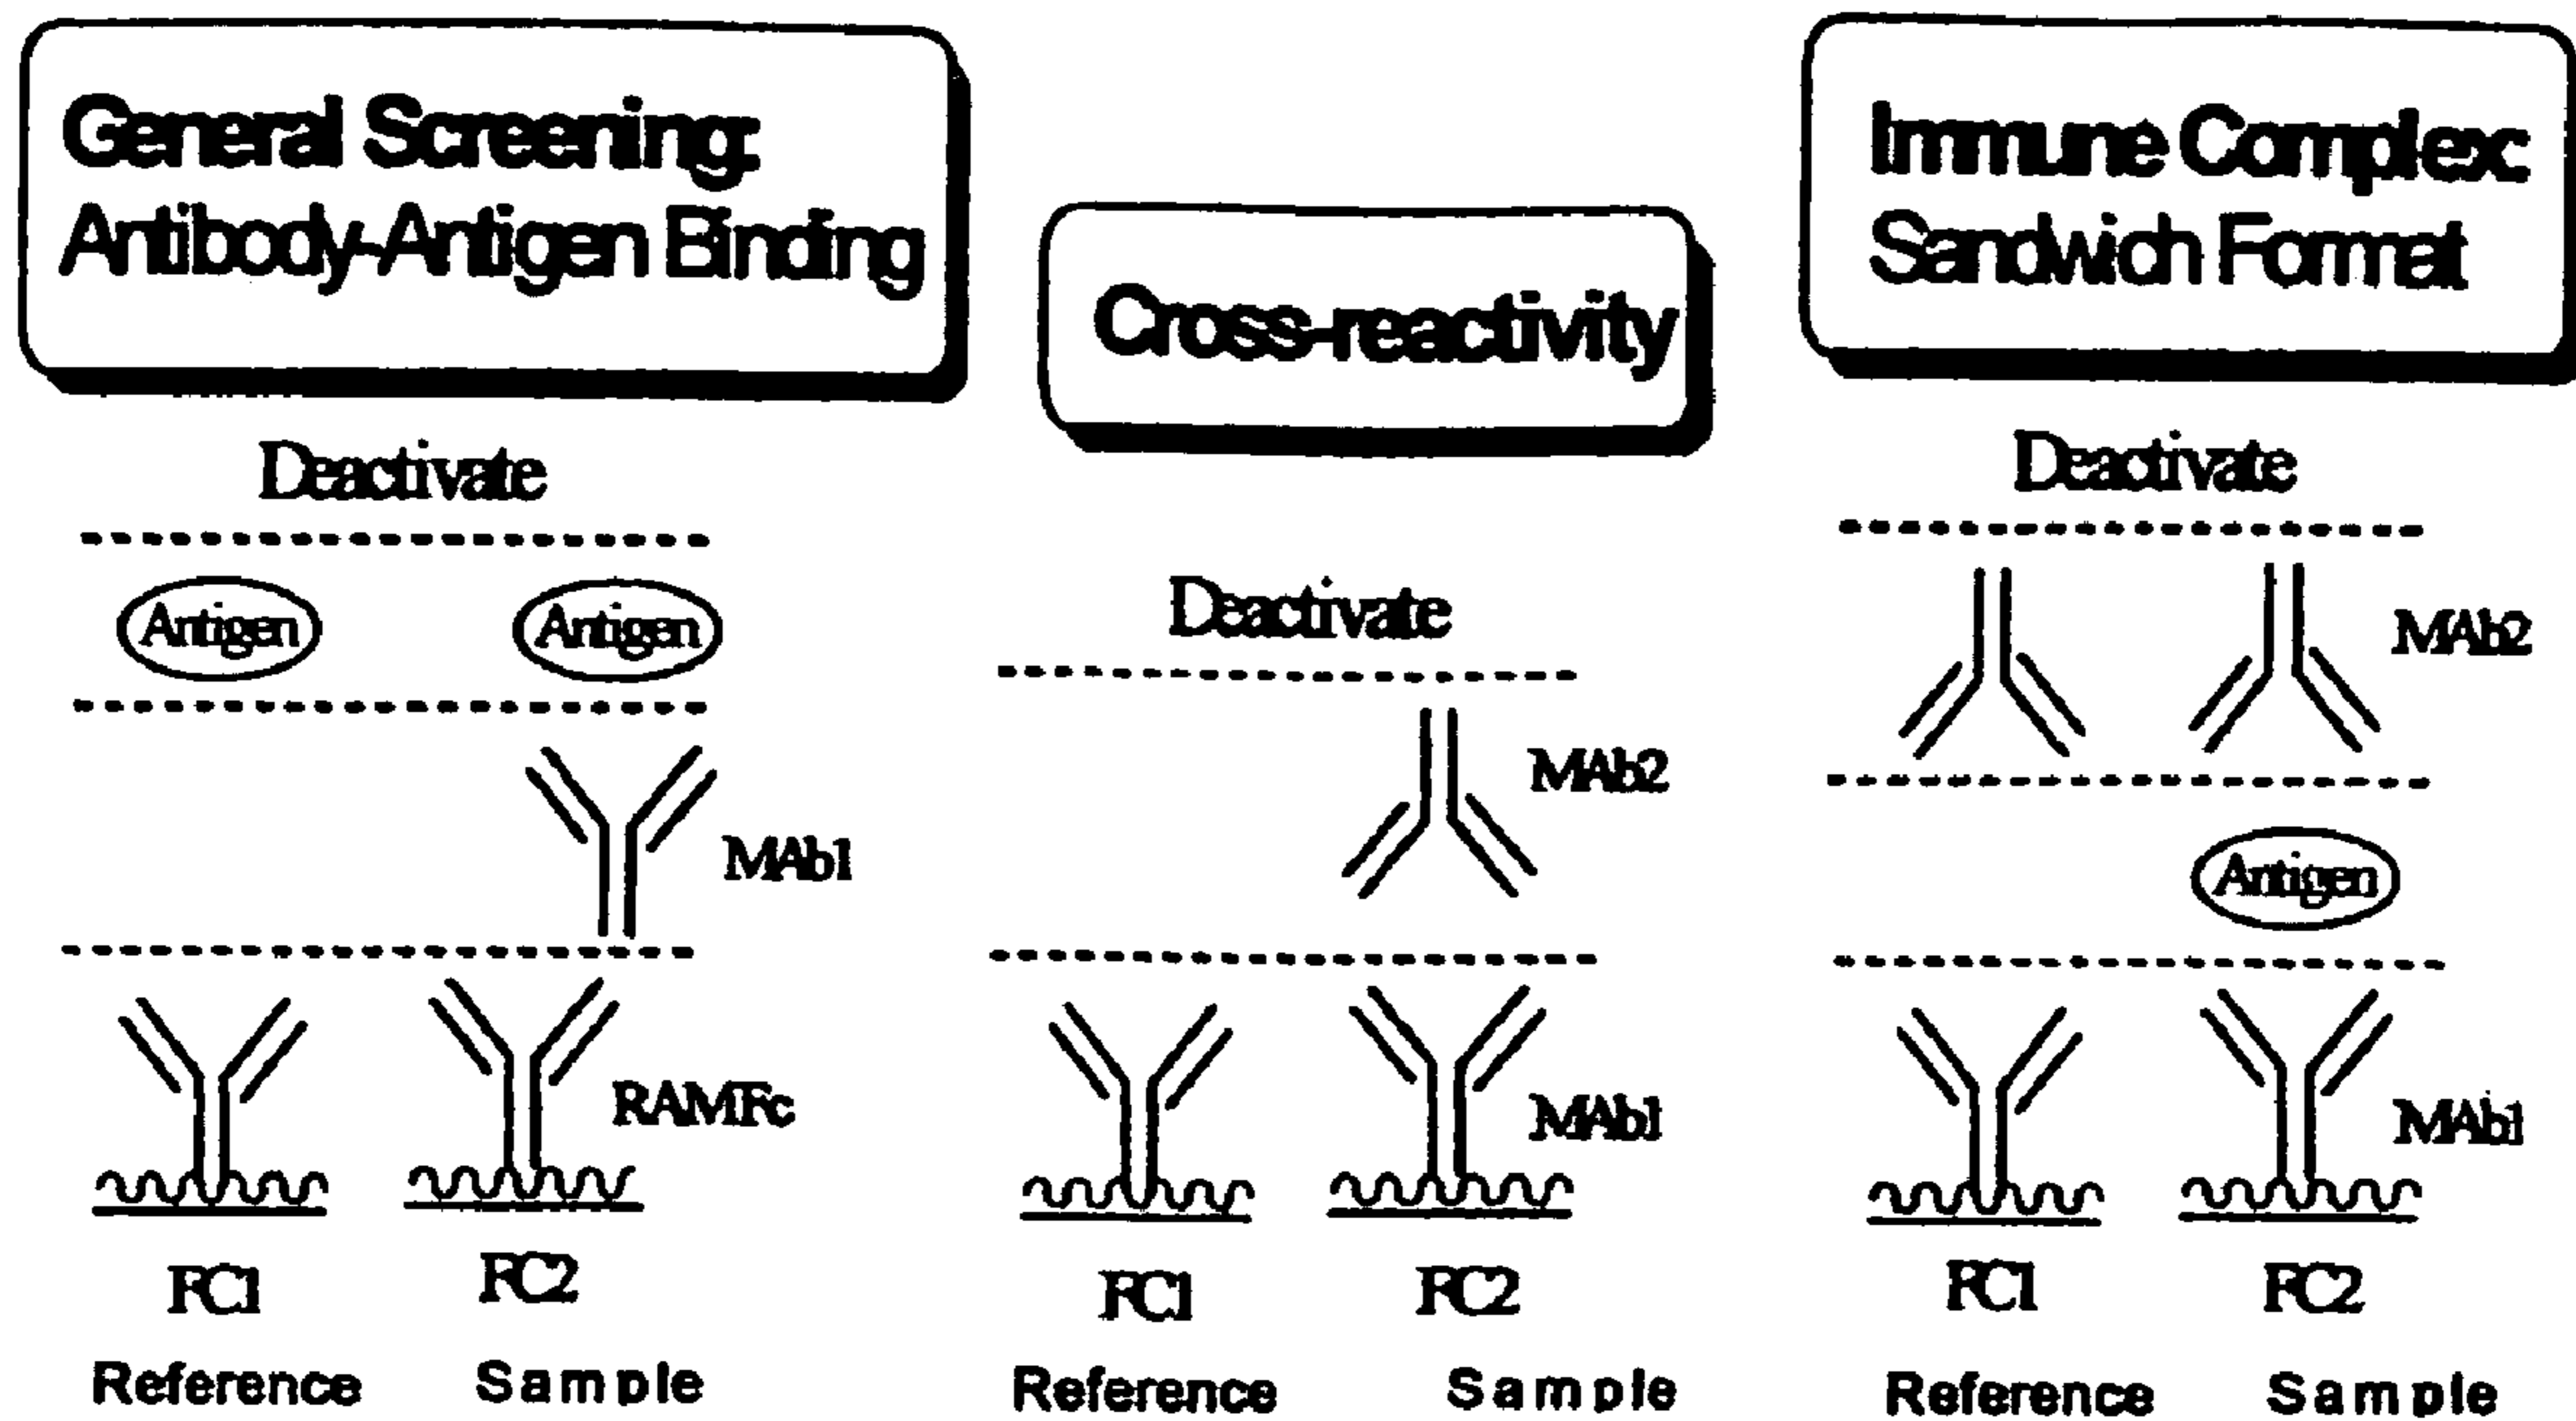 General Screening:
Antibody-Antigen Binding
Deactivate
Antigen Antigen
MAb1
RAMFc
FC1 FC2
Reference Sample
Cross-reactivity
Deactivate
MAb2
MAb1
FC1 FC2
Reference Sample
Immune Complex:
Sandwich Format
Deactivate
MAb2
Antigen
MAb1
FC1 FC2
Reference Sample